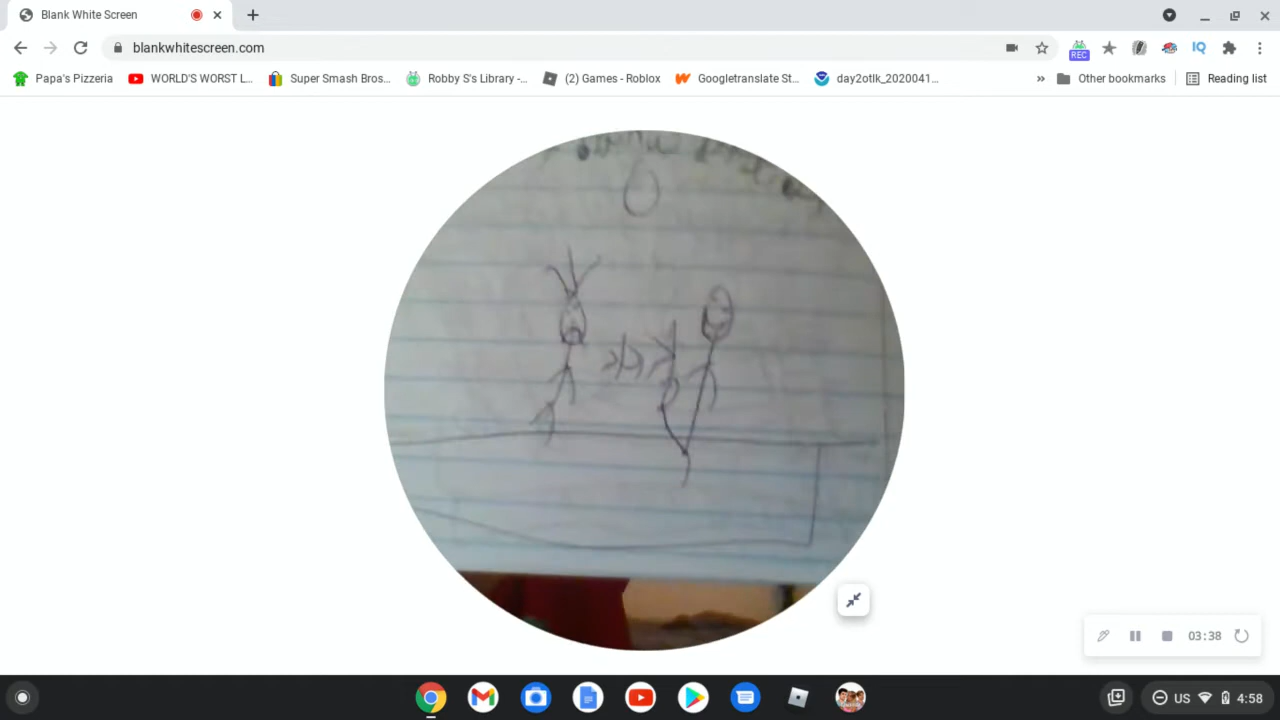 Blank White Screen
blankwhitescreen.com
REC
IQ
Papa's Pizzeria
WORLD'S WORST L...
Super Smash Bros...
Robby S's Library -...
(2) Games - Roblox
Googletranslate St...
day2otlk_2020041...
»
Other bookmarks
Reading list
03:38
US
4:58